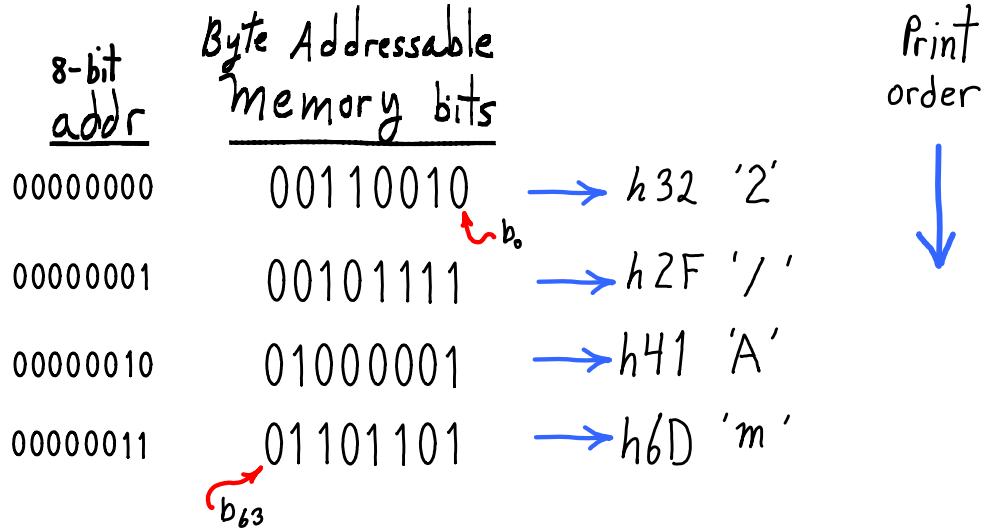 8-bit addr
Byte Addressable Memory bits
Print order
00000000 00110010 h32 '2'
b₀
00000001 00101111 h2F '/'
00000010 01000001 h41 'A'
00000011 01101101 h6D 'm'
b₆₃